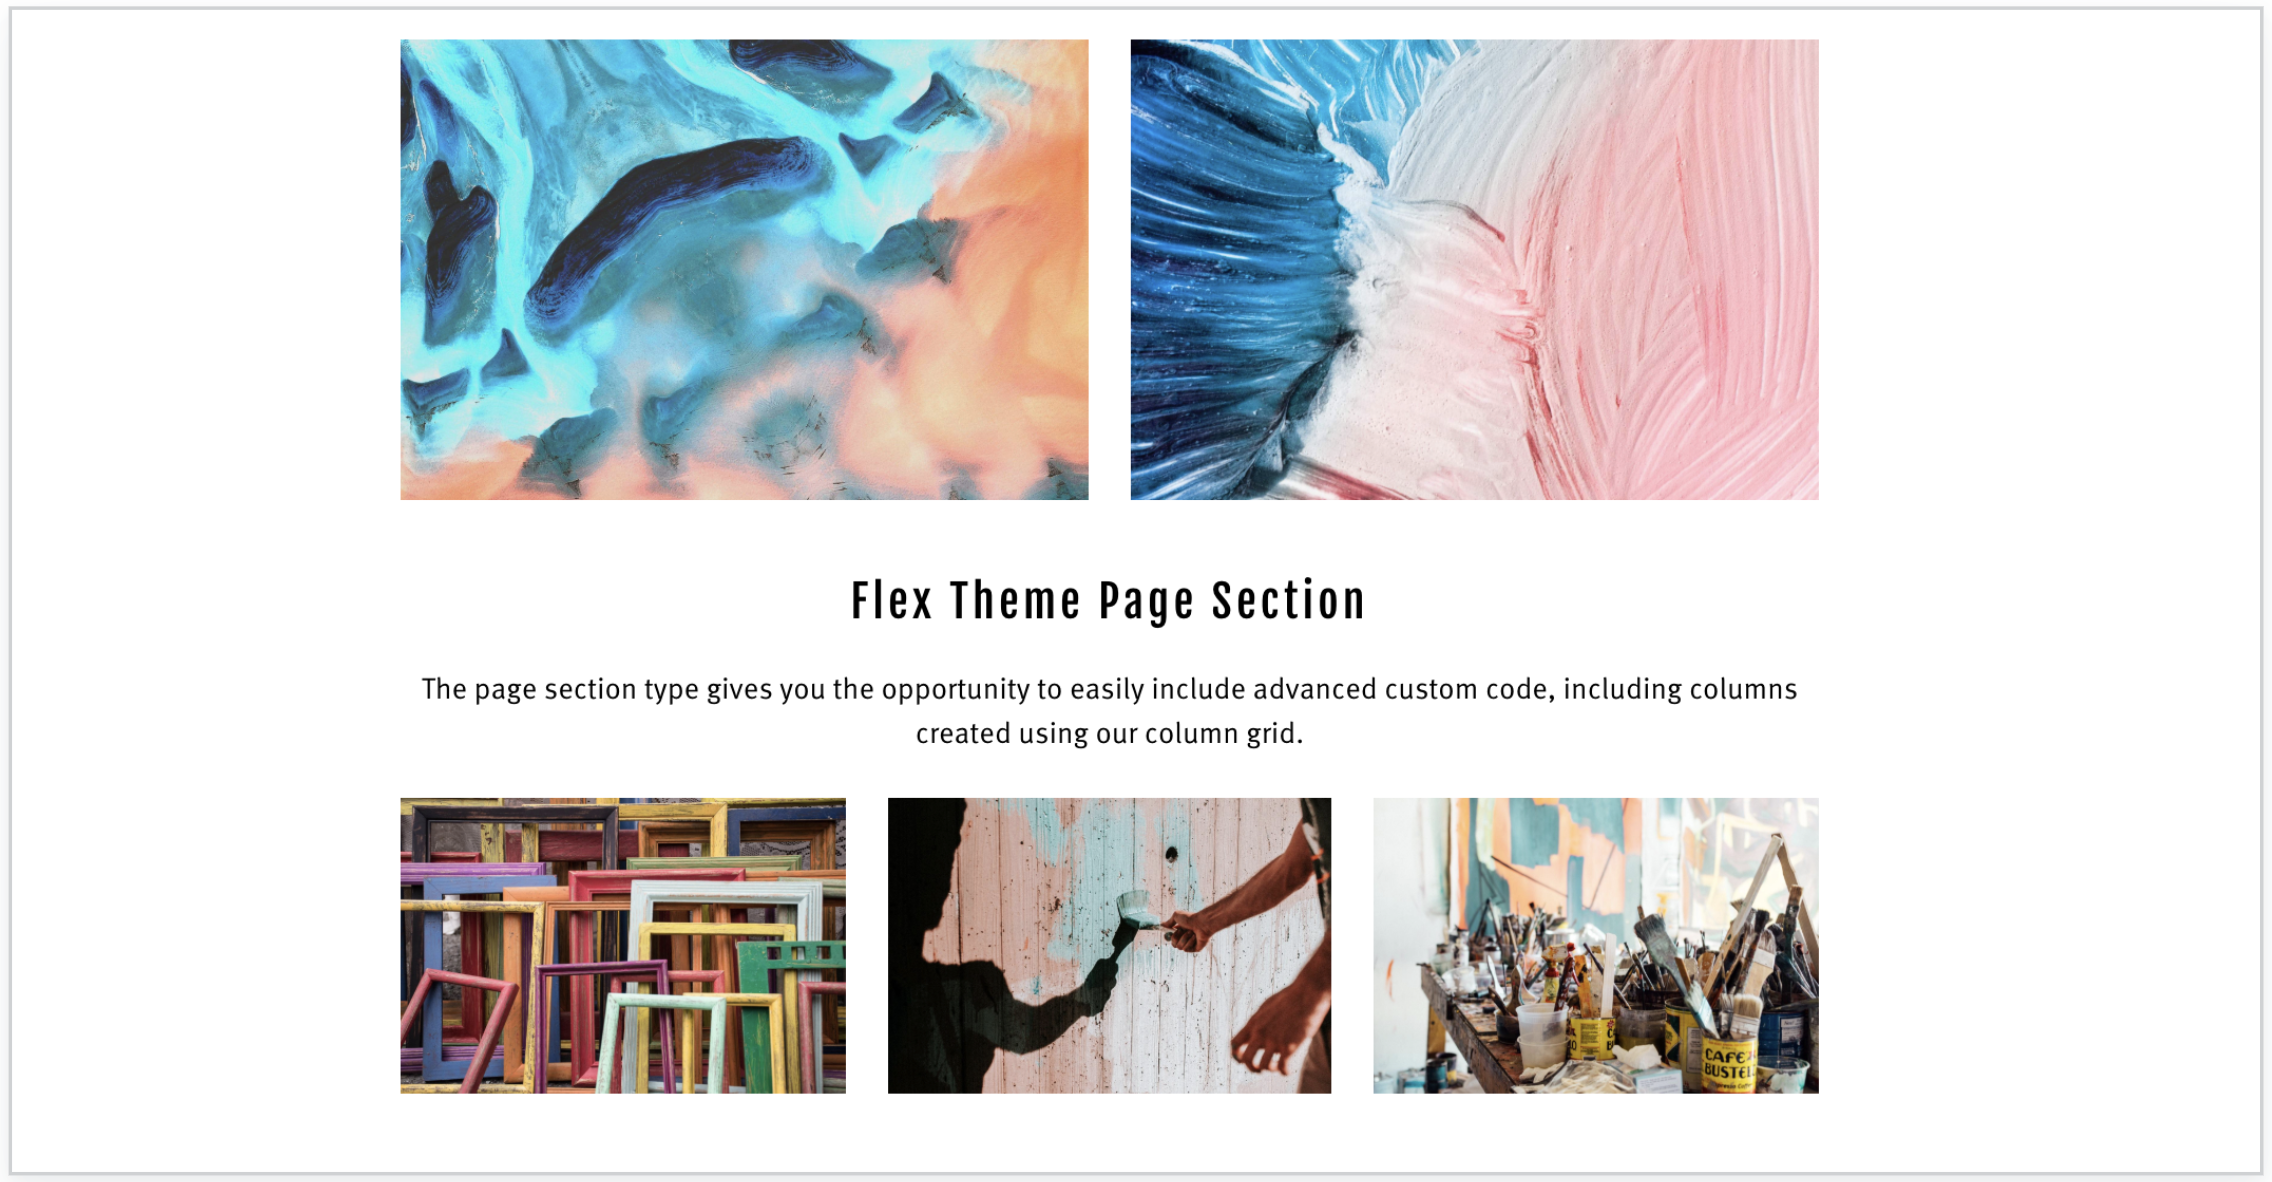 Flex Theme Page Section
The page section type gives you the opportunity to easily include advanced custom code, including columns
created using our column grid.
CAFE
BUSTEL